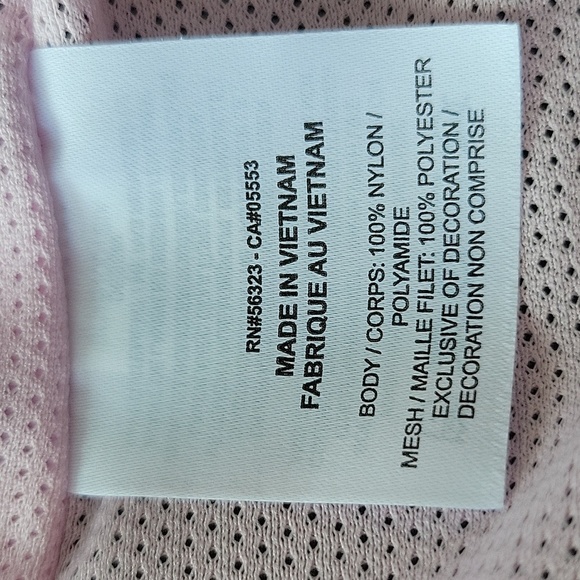 RN#56323 - CA#05553
MADE IN VIETNAM
FABRIQUE AU VIETNAM
BODY / CORPS: 100% NYLON /
POLYAMIDE
MESH / MAILLE FILET: 100% POLYESTER
EXCLUSIVE OF DECORATION /
DECORATION NON COMPRISE